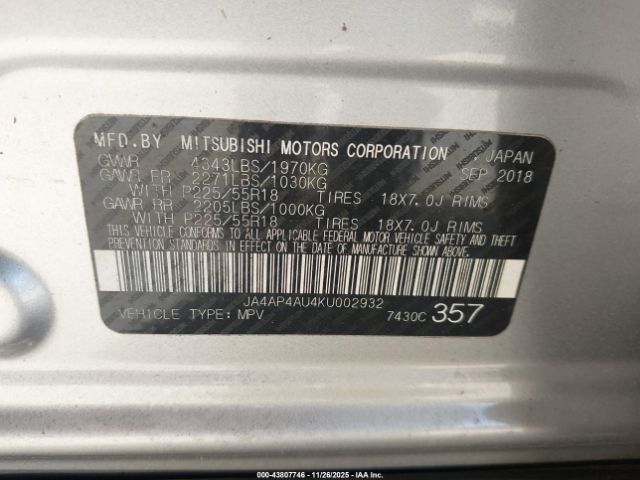 MFD.BY MITSUBISHI MOTORS CORPORATION , JAPAN
GVWR 4343LBS/1970KG SEP 2018
GAWR FR 2271LBS/1030KG
WITH P225/55R18 TIRES 18X7.0J RIMS
GAWR RR 2205LBS/1000KG
WITH P225/55R18 TIRES 18X7.0J RIMS
THIS VEHICLE CONFORMS TO ALL APPLICABLE FEDERAL MOTOR VEHICLE SAFETY AND THEFT
PREVENTION STANDARDS IN EFFECT ON THE DATE OF MANUFACTURE SHOWN ABOVE.
JA4AP4AU4KU002932
VEHICLE TYPE: MPV 7430C 357
IAA 43807746 | 11/26/2025 - IAA, Inc.